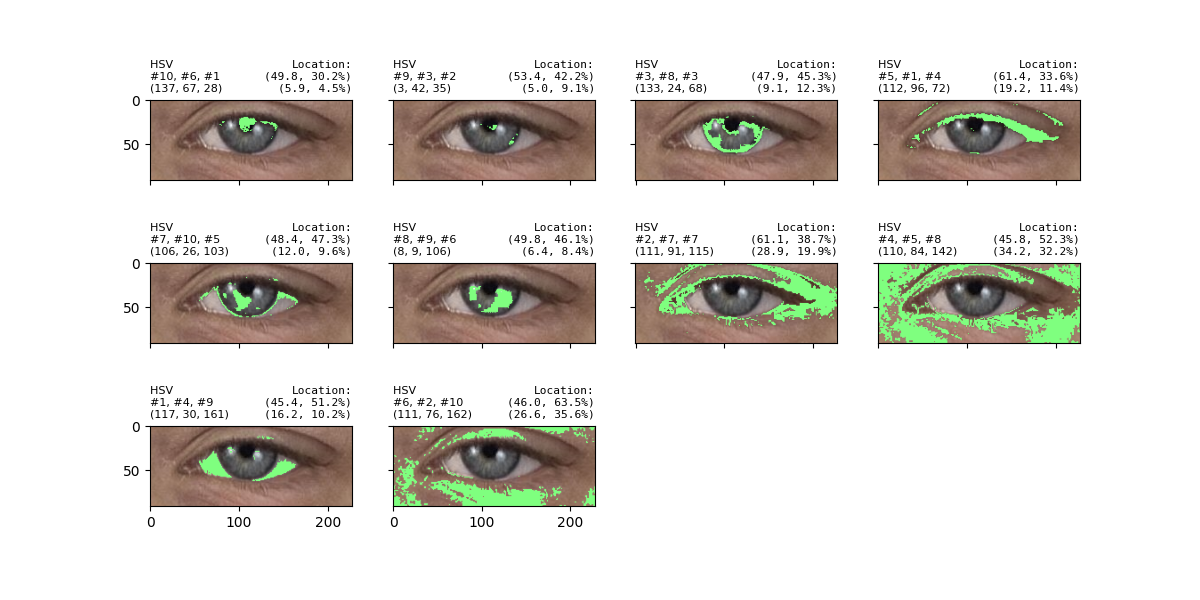 HSV Location:
#10, #6, #1 (49.8, 30.2%)
(137, 67, 28) (5.9, 4.5%)
HSV Location:
#9, #3, #2 (53.4, 42.2%)
(3, 42, 35) (5.0, 9.1%)
HSV Location:
#3, #8, #3 (47.9, 45.3%)
(133, 24, 68) (9.1, 12.3%)
HSV Location:
#5, #1, #4 (61.4, 33.6%)
(112, 96, 72) (19.2, 11.4%)
0
50
0
100
200
HSV Location:
#7, #10, #5 (48.4, 47.3%)
(106, 26, 103) (12.0, 9.6%)
HSV Location:
#8, #9, #6 (49.8, 46.1%)
(8, 9, 106) (6.4, 8.4%)
HSV Location:
#2, #7, #7 (61.1, 38.7%)
(111, 91, 115) (28.9, 19.9%)
HSV Location:
#4, #5, #8 (45.8, 52.3%)
(110, 84, 142) (34.2, 32.2%)
0
50
HSV Location:
#1, #4, #9 (45.4, 51.2%)
(117, 30, 161) (16.2, 10.2%)
HSV Location:
#6, #2, #10 (46.0, 63.5%)
(111, 76, 162) (26.6, 35.6%)
0
50
0 100 200
0 100 200